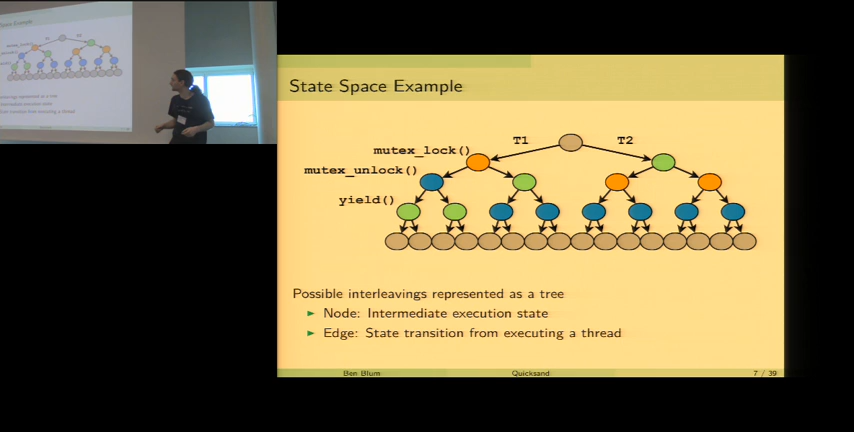 State Space Example
T1
T2
mutex_lock()
mutex_unlock()
yield()
Possible interleavings represented as a tree
► Node: Intermediate execution state
► Edge: State transition from executing a thread
Ben Blum
Quicksand
7 / 39